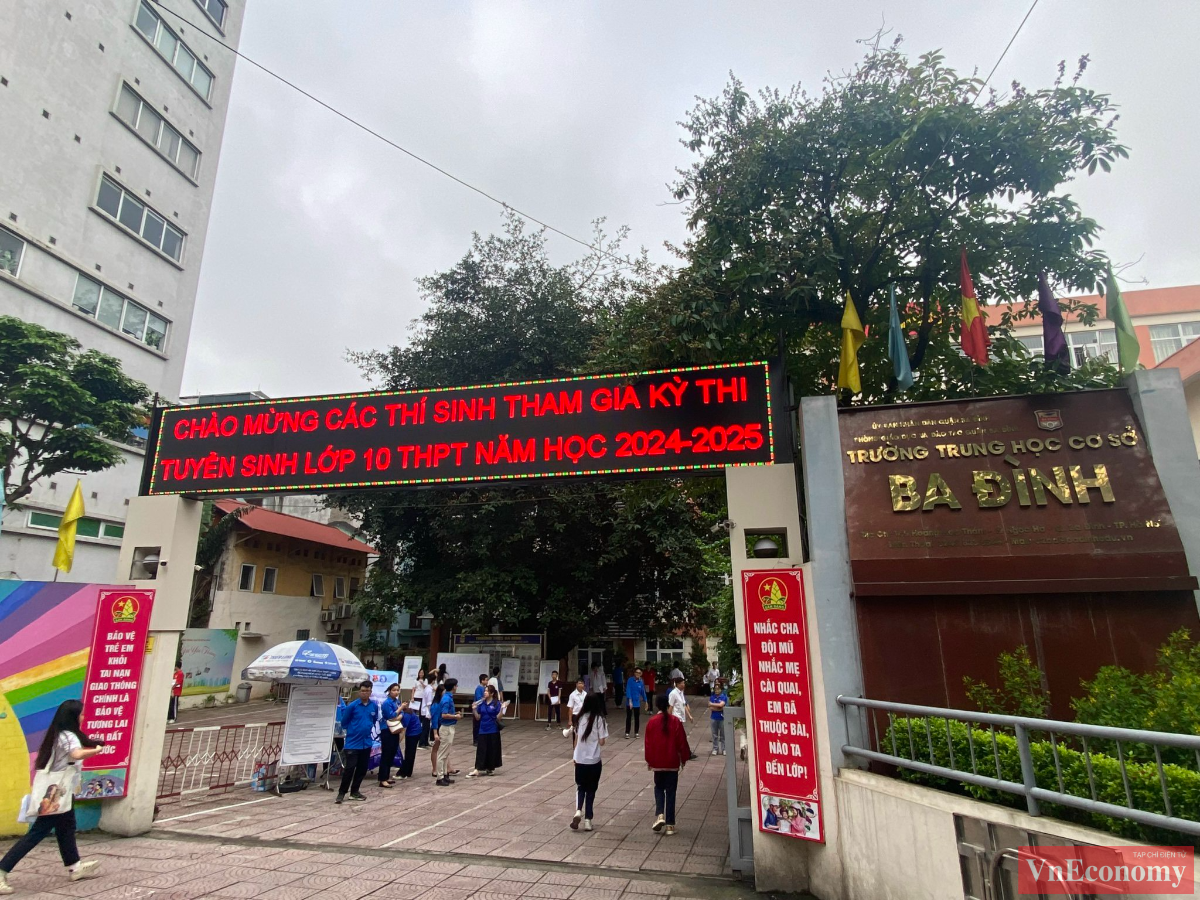 CHÀO MỪNG CÁC THÍ SINH THAM GIA KỲ THI
TUYỂN SINH LỚP 10 THPT NĂM HỌC 2024-2025
TRƯỜNG TRUNG HỌC CƠ SỞ
BA ĐÌNH
BẢO VỆ
TRẺ EM
KHỎI
TAI NẠN
GIAO THÔNG
CHÍNH LÀ
BẢO VỆ
TƯƠNG LAI
CỦA ĐẤT
NƯỚC
NHẮC CHA
ĐỘI MŨ
NHẮC MẸ
CÀI QUAI,
EM ĐÃ
THUỘC BÀI,
NÀO TA
ĐẾN LỚP!
TẠP CHÍ ĐIỆN TỬ
VnEconomy